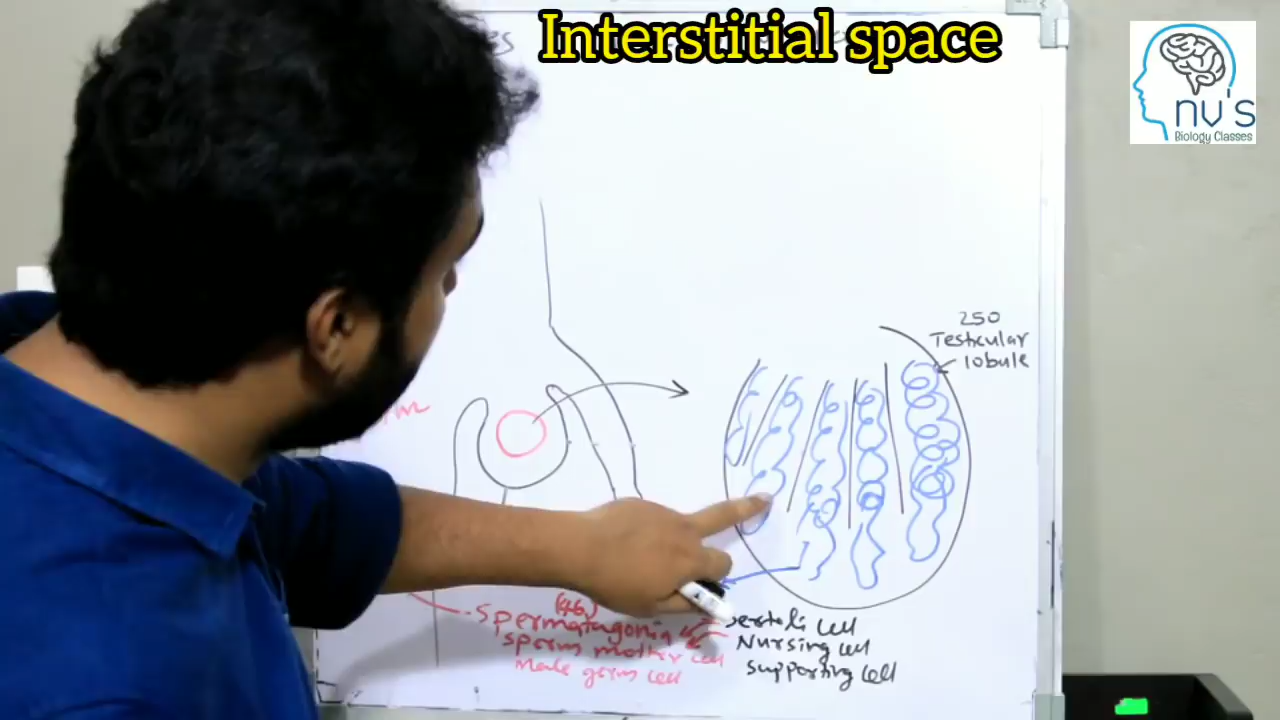 Interstitial space
nv's
Biology Classes
250
Testicular
lobule
(46)
Spermatagonia
sperm mother cell
Male germ cell
sertoli cell
Nursing cell
supporting cell